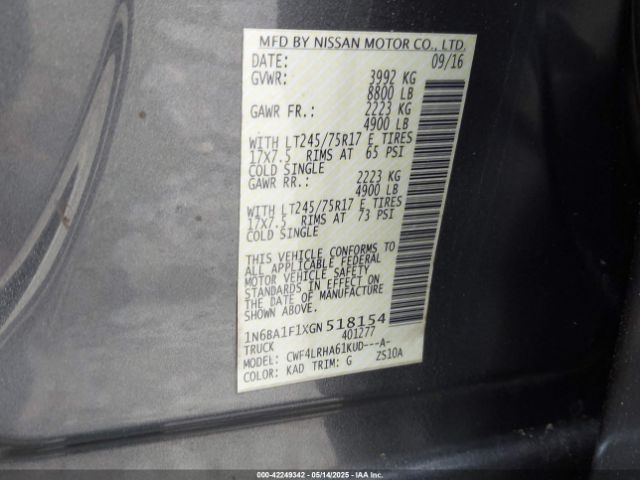 MFD BY NISSAN MOTOR CO., LTD.
DATE: 09/16
GVWR: 3992 KG
8800 LB
GAWR FR.: 2223 KG
4900 LB
WITH LT245/75R17 E TIRES
17X7.5 RIMS AT 65 PSI
COLD SINGLE
GAWR RR.: 2223 KG
4900 LB
WITH LT245/75R17 E TIRES
17X7.5 RIMS AT 73 PSI
COLD SINGLE
THIS VEHICLE CONFORMS TO
ALL APPLICABLE FEDERAL
MOTOR VEHICLE SAFETY
STANDARDS IN EFFECT ON
THE DATE OF MANUFACTURE
SHOWN ABOVE.
1N6BA1F1XGN518154
TRUCK 401277
MODEL: CWF4LRHA61KUD---A-
COLOR: KAD TRIM: G ZS10A
000-42249342 - 05/14/2025 - IAA Inc.